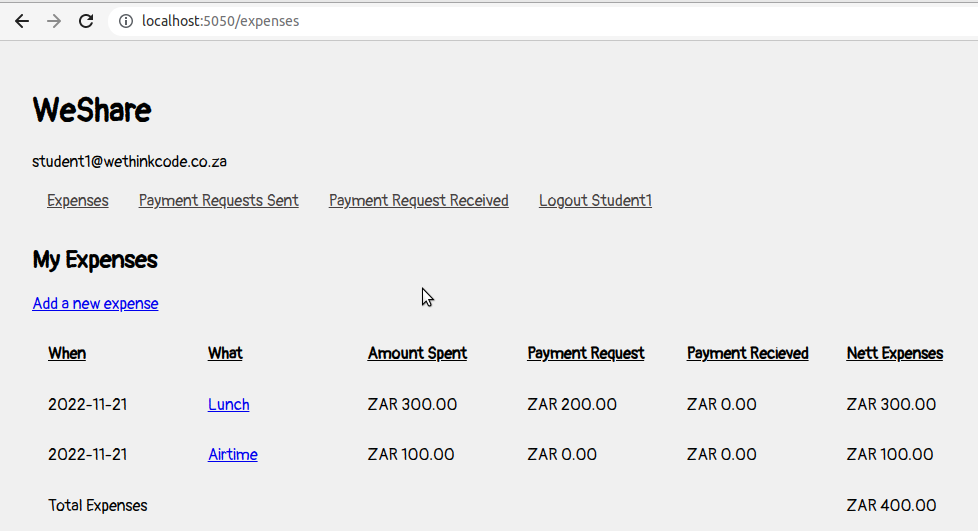 localhost:5050/expenses
WeShare
student1@wethinkcode.co.za
Expenses Payment Requests Sent Payment Request Received Logout Student1
My Expenses
Add a new expense
When What Amount Spent Payment Request Payment Recieved Nett Expenses
2022-11-21 Lunch ZAR 300.00 ZAR 200.00 ZAR 0.00 ZAR 300.00
2022-11-21 Airtime ZAR 100.00 ZAR 0.00 ZAR 0.00 ZAR 100.00
Total Expenses ZAR 400.00